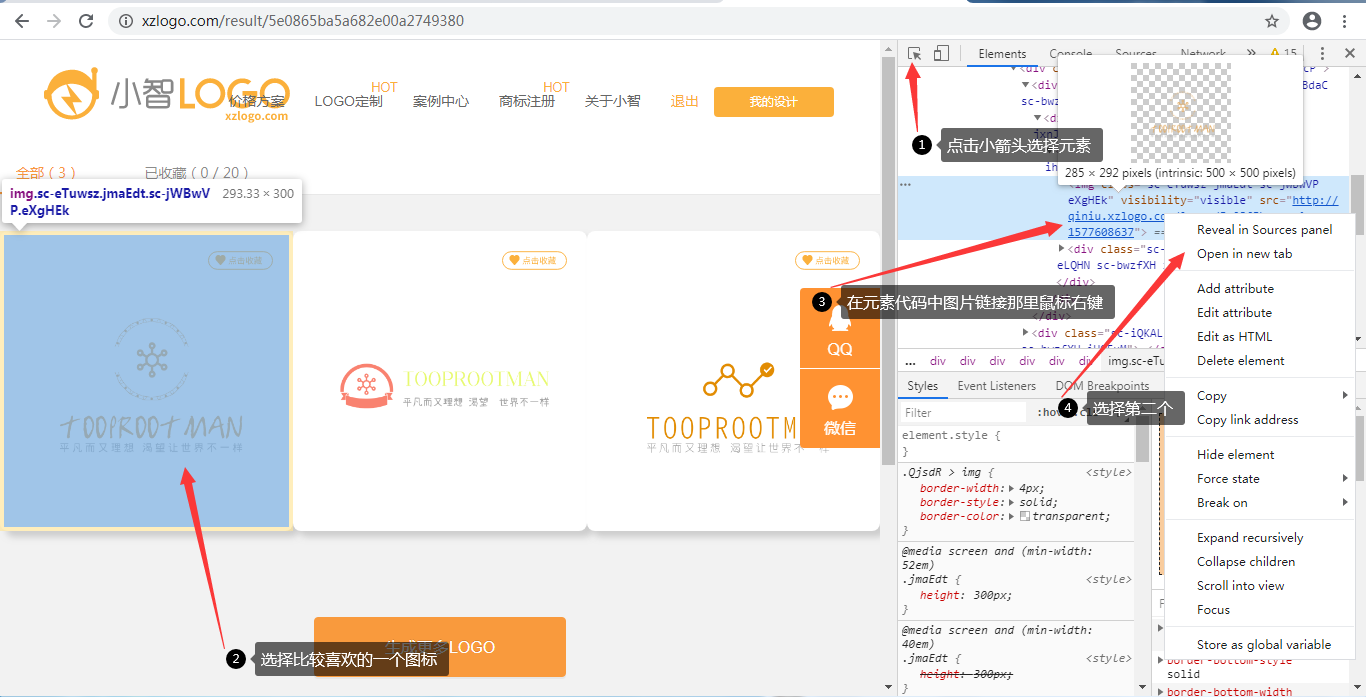 xzlogo.com/result/5e0865ba5a682e00a2749380
小智LOGO
xzlogo.com
价格方案
HOT
LOGO定制
案例中心
HOT
商标注册
关于小智
退出
我的设计
全部 ( 3 )
已收藏 ( 0 / 20 )
img.sc-eTuwsz.jmaEdt.sc-jWBwV
P.eXgHEk
293.33 × 300
点击收藏
点击收藏
点击收藏
TOOPROOTMAN
平凡而又理想 渴望让世界不一样
TOOPROOTMAN
平凡而又理想 渴望 世界不一样
TOOPROOTM
平凡而又理想 渴望让世界不一样
QQ
微信
生成更多LOGO
1 点击小箭头选择元素
2 选择比较喜欢的一个图标
3 在元素代码中图片链接那里鼠标右键
4 选择第二个
Elements
Console
Sources
Network
15
285 × 292 pixels (intrinsic: 500 × 500 pixels)
<img class="sc-eTuwsz jmaEdt sc-jWBwVP
eXgHEk" visibility="visible" src="http://
qiniu.xzlogo.co
1577608637"> ==
<div class="sc-
eLQHN sc-bwzfXH
</div>
</div>
<div class="sc-iQKAL
... div div div div div div img.sc-eTu
Styles
Event Listeners
DOM Breakpoints
Filter
:hov
element.style {
}
.QjsdR > img {
<style>
border-width: 4px;
border-style: solid;
border-color: transparent;
}
@media screen and (min-width:
52em)
.jmaEdt {
<style>
height: 300px;
}
@media screen and (min-width:
40em)
.jmaEdt {
<style>
height: 300px;
}
Reveal in Sources panel
Open in new tab
Add attribute
Edit attribute
Edit as HTML
Delete element
Copy
Copy link address
Hide element
Force state
Break on
Expand recursively
Collapse children
Scroll into view
Focus
Store as global variable
border-bottom-style
solid
border-bottom-width